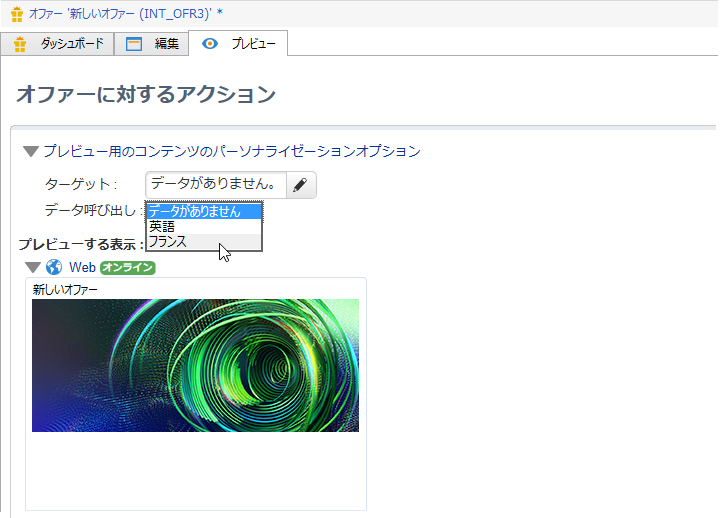 オファー '新しいオファー (INT_OFR3)' *
ダッシュボード 編集 プレビュー
オファーに対するアクション
プレビュー用のコンテンツのパーソナライゼーションオプション
ターゲット : データがありません。
データ呼び出し : データがありません
英語
フランス
プレビューする表示 :
Web オンライン
新しいオファー